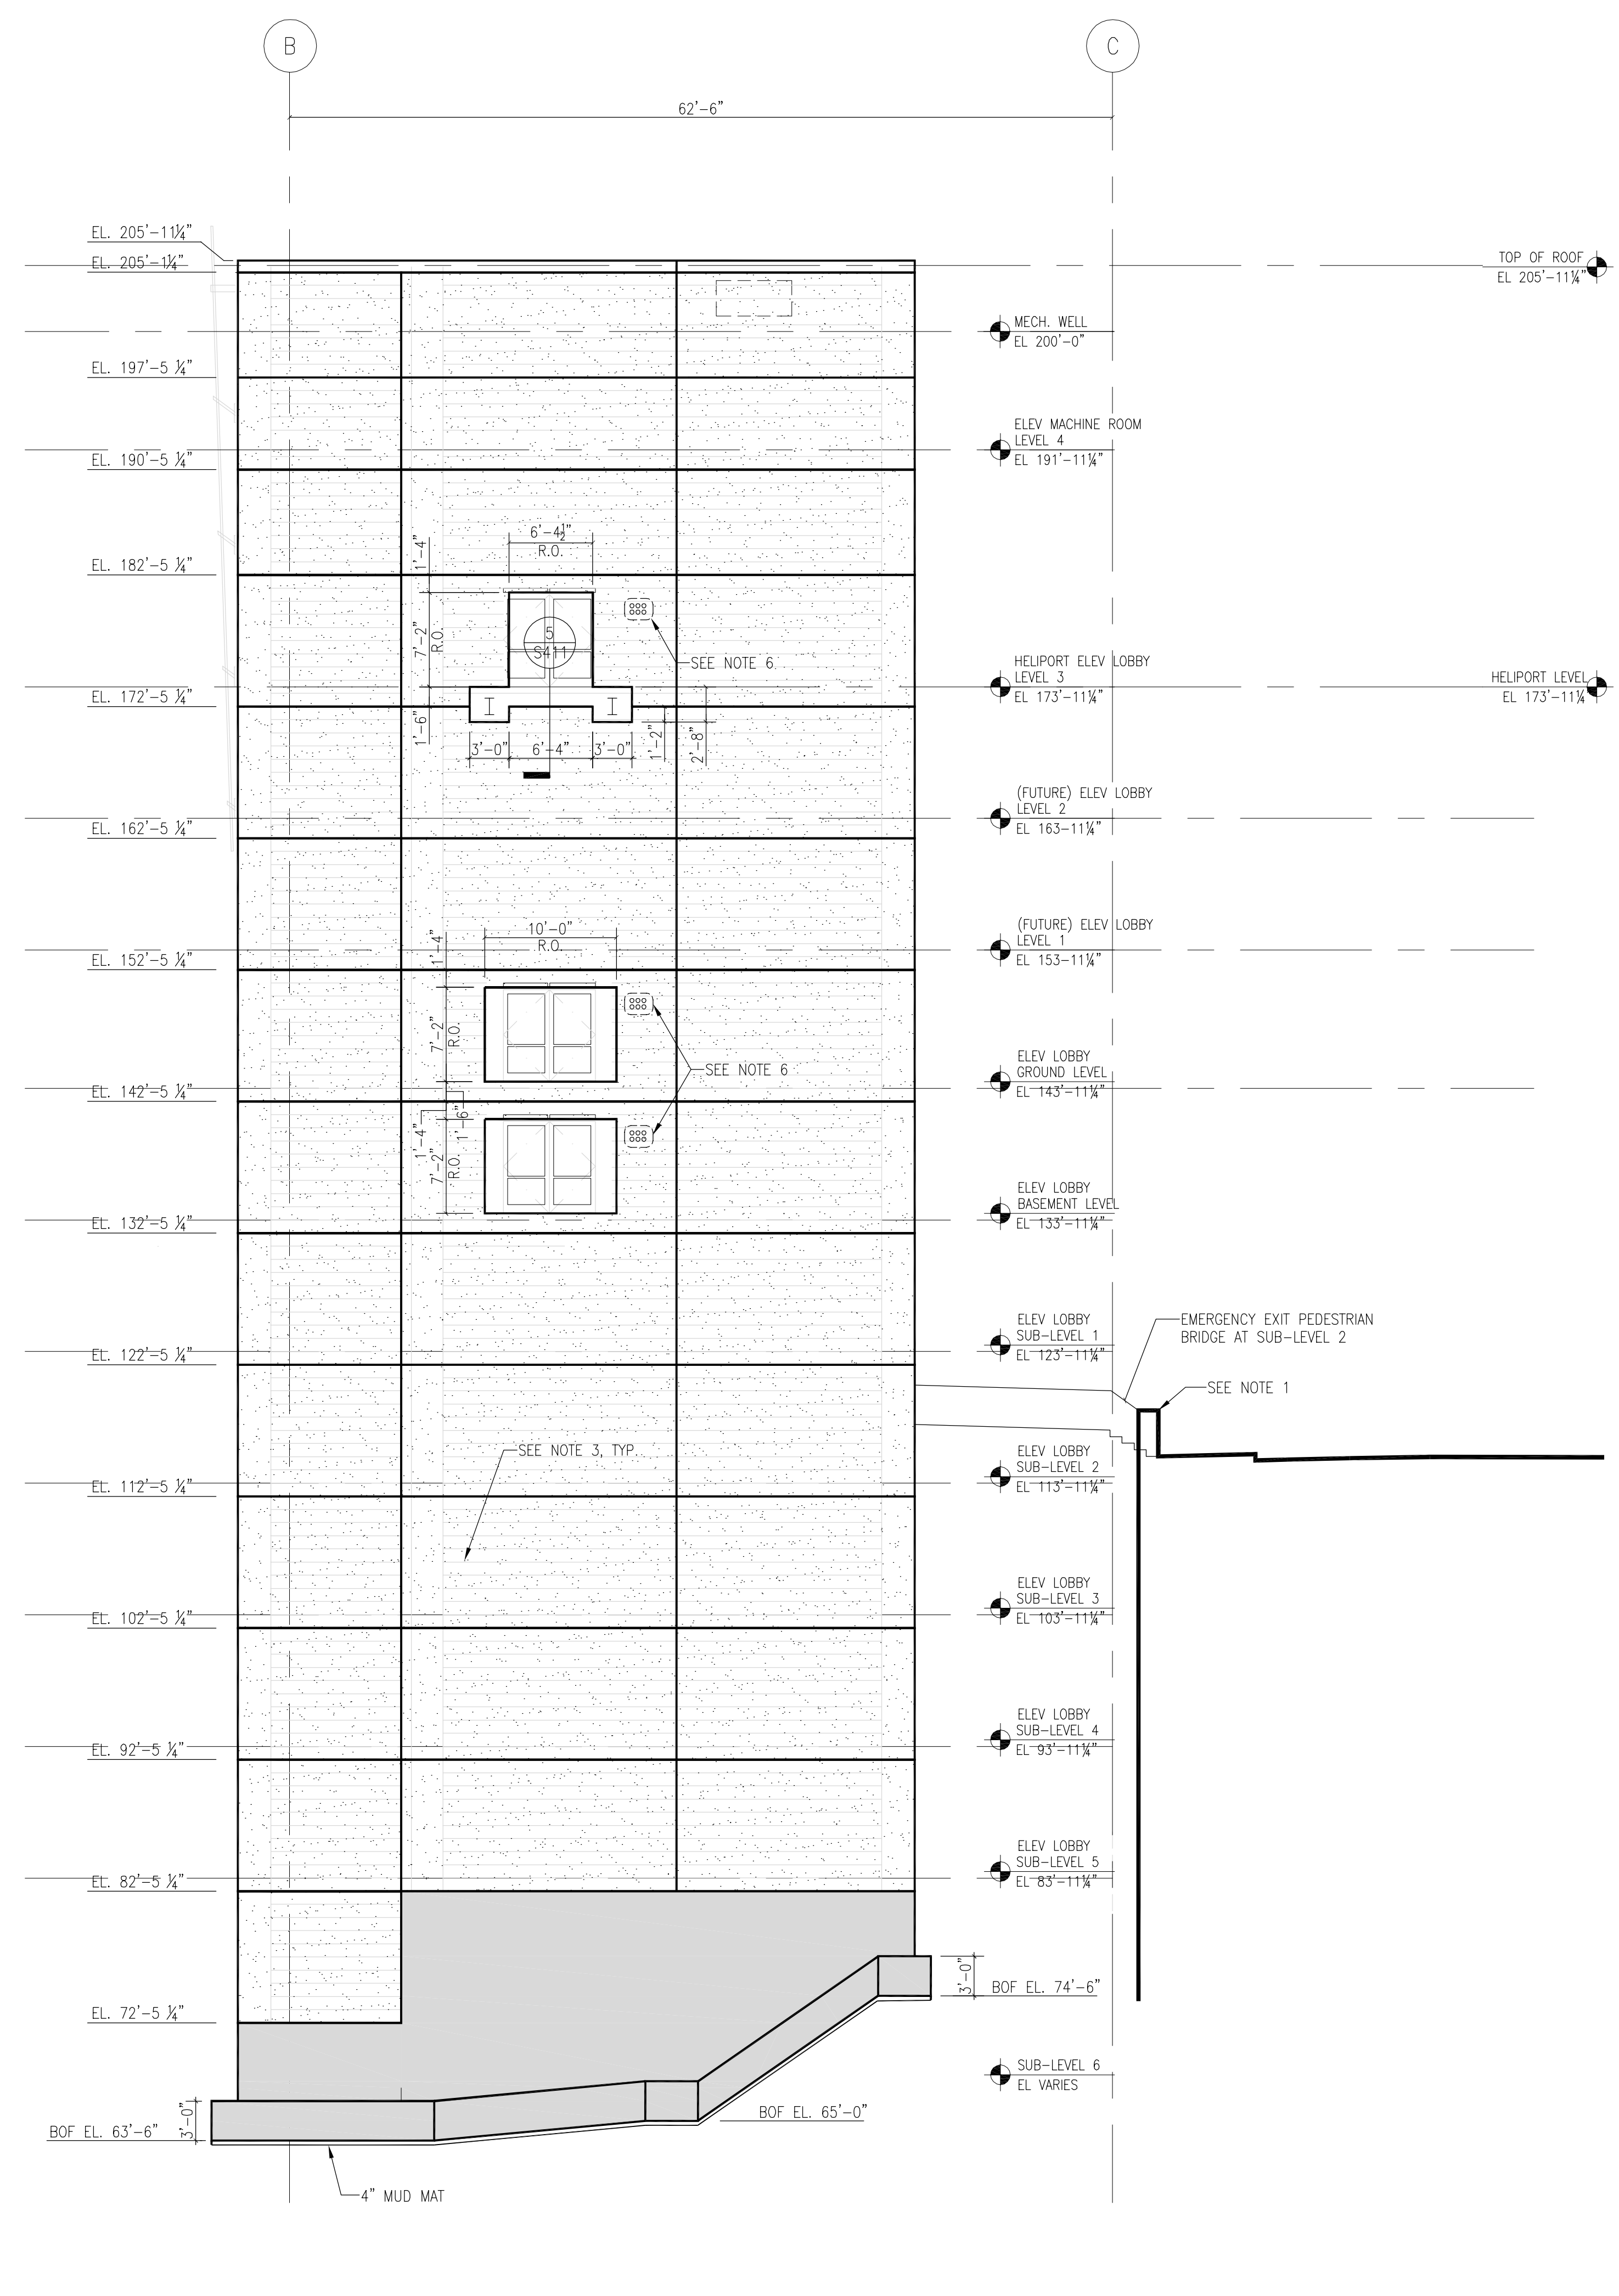 B
C
62'-6"
EL. 205'-11¼"
EL. 205'-1¼"
TOP OF ROOF
EL 205'-11¼"
MECH. WELL
EL 200'-0"
EL. 197'-5 ¼"
ELEV MACHINE ROOM
LEVEL 4
EL 191'-11¼"
EL. 190'-5 ¼"
6'-4½"
R.O.
1'-4"
EL. 182'-5 ¼"
7'-2"
R.O.
5
S411
SEE NOTE 6
HELIPORT ELEV LOBBY
LEVEL 3
EL 173'-11¼"
HELIPORT LEVEL
EL 173'-11¼"
EL. 172'-5 ¼"
1'-6"
3'-0"
6'-4"
3'-0"
1'-2"
2'-8"
(FUTURE) ELEV LOBBY
LEVEL 2
EL 163-11¼"
EL. 162'-5 ¼"
(FUTURE) ELEV LOBBY
LEVEL 1
EL 153-11¼"
10'-0"
R.O.
1'-4"
EL. 152'-5 ¼"
7'-2"
R.O.
SEE NOTE 6
ELEV LOBBY
GROUND LEVEL
EL 143'-11¼"
EL. 142'-5 ¼"
1'-6"
1'-4"
7'-2"
R.O.
ELEV LOBBY
BASEMENT LEVEL
EL 133'-11¼"
EL. 132'-5 ¼"
ELEV LOBBY
SUB-LEVEL 1
EL 123'-11¼"
EL. 122'-5 ¼"
EMERGENCY EXIT PEDESTRIAN
BRIDGE AT SUB-LEVEL 2
SEE NOTE 1
SEE NOTE 3, TYP.
ELEV LOBBY
SUB-LEVEL 2
EL 113'-11¼"
EL. 112'-5 ¼"
ELEV LOBBY
SUB-LEVEL 3
EL 103'-11¼"
EL. 102'-5 ¼"
ELEV LOBBY
SUB-LEVEL 4
EL 93'-11¼"
EL. 92'-5 ¼"
ELEV LOBBY
SUB-LEVEL 5
EL 83'-11¼"
EL. 82'-5 ¼"
3'-0"
BOF EL. 74'-6"
EL. 72'-5 ¼"
SUB-LEVEL 6
EL VARIES
BOF EL. 65'-0"
BOF EL. 63'-6"
3'-0"
4" MUD MAT